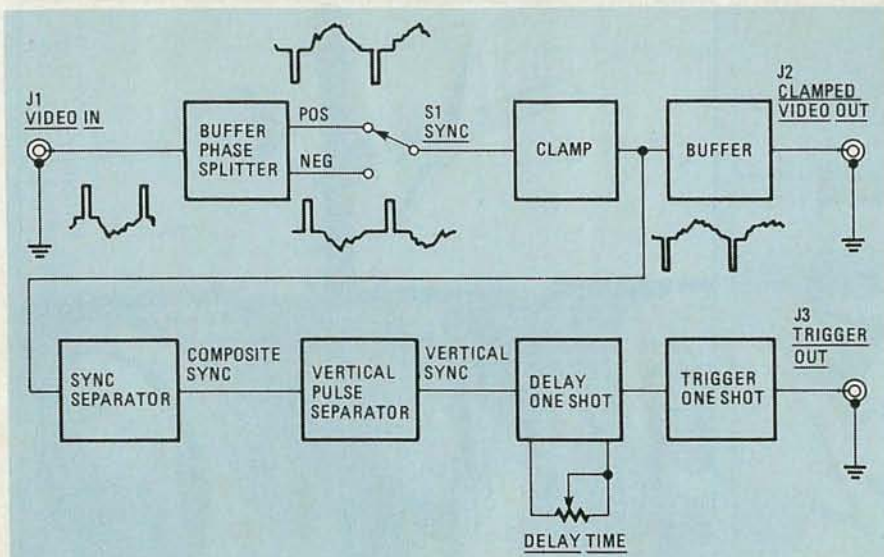 J1
VIDEO IN
BUFFER
PHASE
SPLITTER
POS
NEG
S1
SYNC
CLAMP
BUFFER
J2
CLAMPED
VIDEO OUT
SYNC
SEPARATOR
COMPOSITE
SYNC
VERTICAL
PULSE
SEPARATOR
VERTICAL
SYNC
DELAY
ONE SHOT
DELAY TIME
TRIGGER
ONE SHOT
J3
TRIGGER
OUT